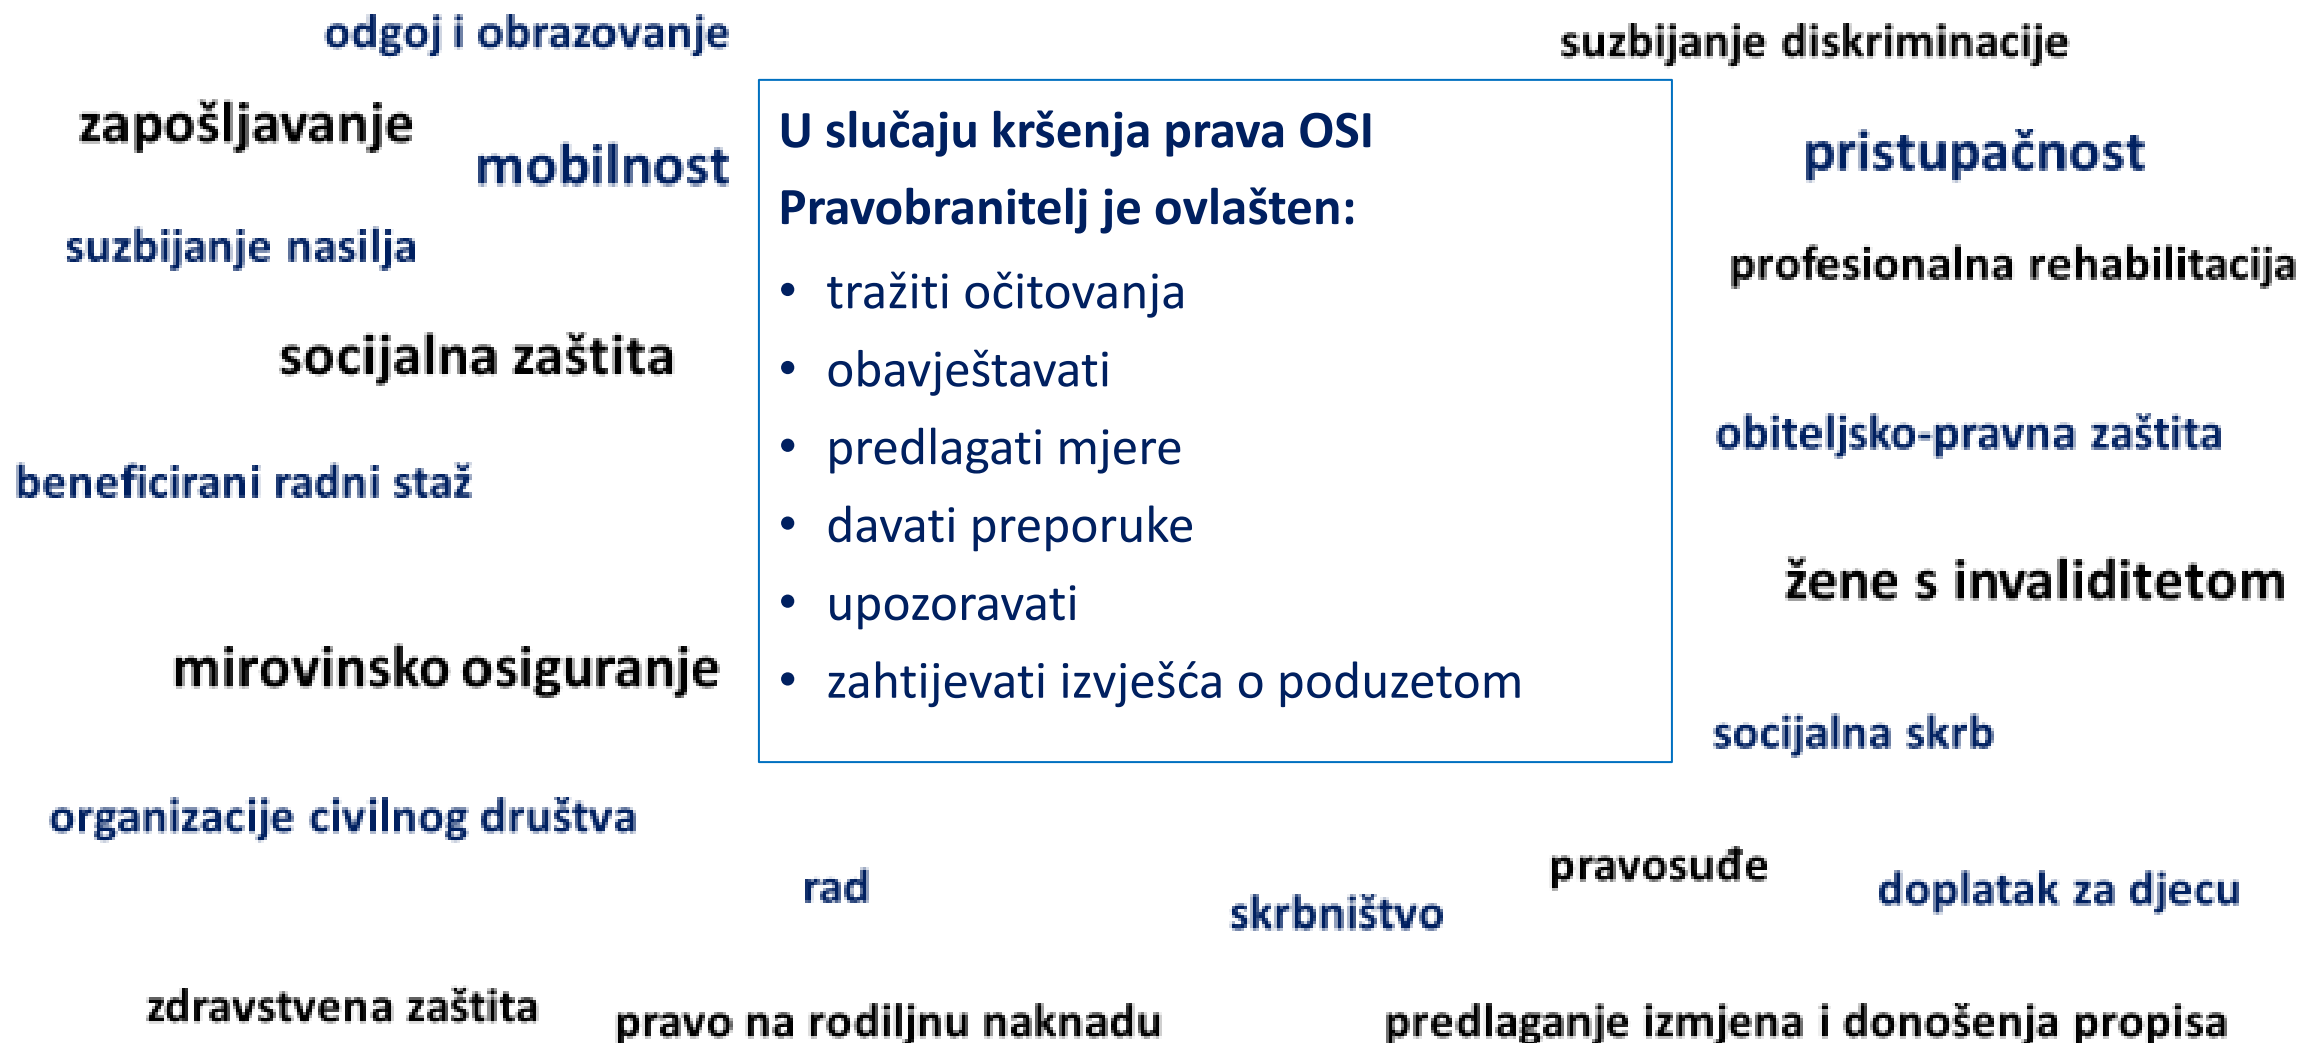 odgoj i obrazovanje
suzbijanje diskriminacije
zapošljavanje
mobilnost
suzbijanje nasilja
socijalna zaštita
beneficirani radni staž
mirovinsko osiguranje
organizacije civilnog društva
U slučaju kršenja prava OSI
Pravobranitelj je ovlašten:
• tražiti očitovanja
• obavještavati
• predlagati mjere
• davati preporuke
• upozoravati
• zahtijevati izvješća o poduzetom
pristupačnost
profesionalna rehabilitacija
obiteljsko-pravna zaštita
žene s invaliditetom
socijalna skrb
rad
skrbništvo
pravosuđe
doplatak za djecu
zdravstvena zaštita
pravo na rodiljnu naknadu
predlaganje izmjena i donošenja propisa